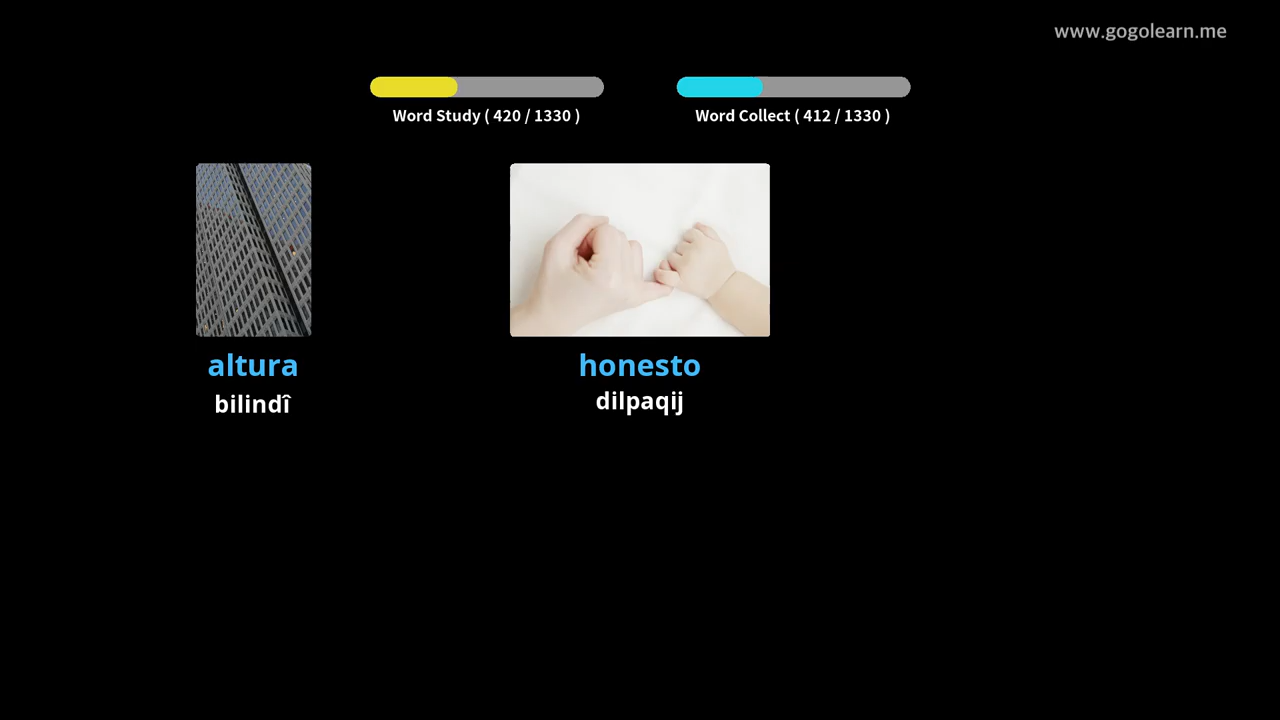 www.gogolearn.me
Word Study ( 420 / 1330 )
Word Collect ( 412 / 1330 )
altura
bilindî
honesto
dilpaqij